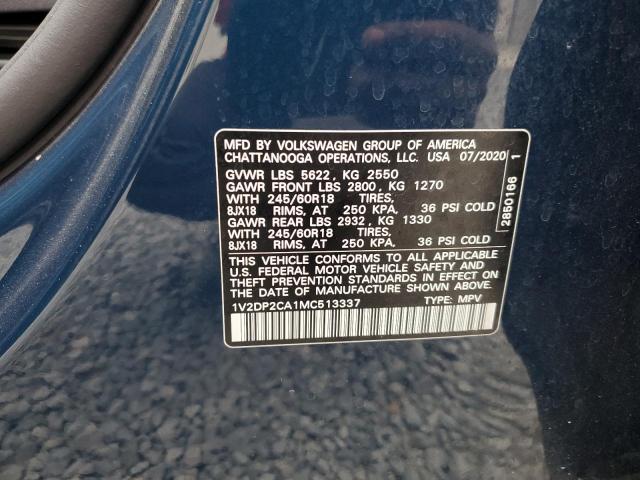 MFD BY VOLKSWAGEN GROUP OF AMERICA
CHATTANOOGA OPERATIONS, LLC. USA 07/2020
GVWR LBS 5622, KG 2550
GAWR FRONT LBS 2800, KG 1270
WITH 245/60R18 TIRES,
8JX18 RIMS, AT 250 KPA, 36 PSI COLD
GAWR REAR LBS 2932, KG 1330
WITH 245/60R18 TIRES,
8JX18 RIMS, AT 250 KPA, 36 PSI COLD
THIS VEHICLE CONFORMS TO ALL APPLICABLE
U.S. FEDERAL MOTOR VEHICLE SAFETY AND
THEFT PREVENTION STANDARDS IN EFFECT ON
THE DATE OF MANUFACTURE SHOWN ABOVE.
1V2DP2CA1MC513337 TYPE: MPV
2850166 1